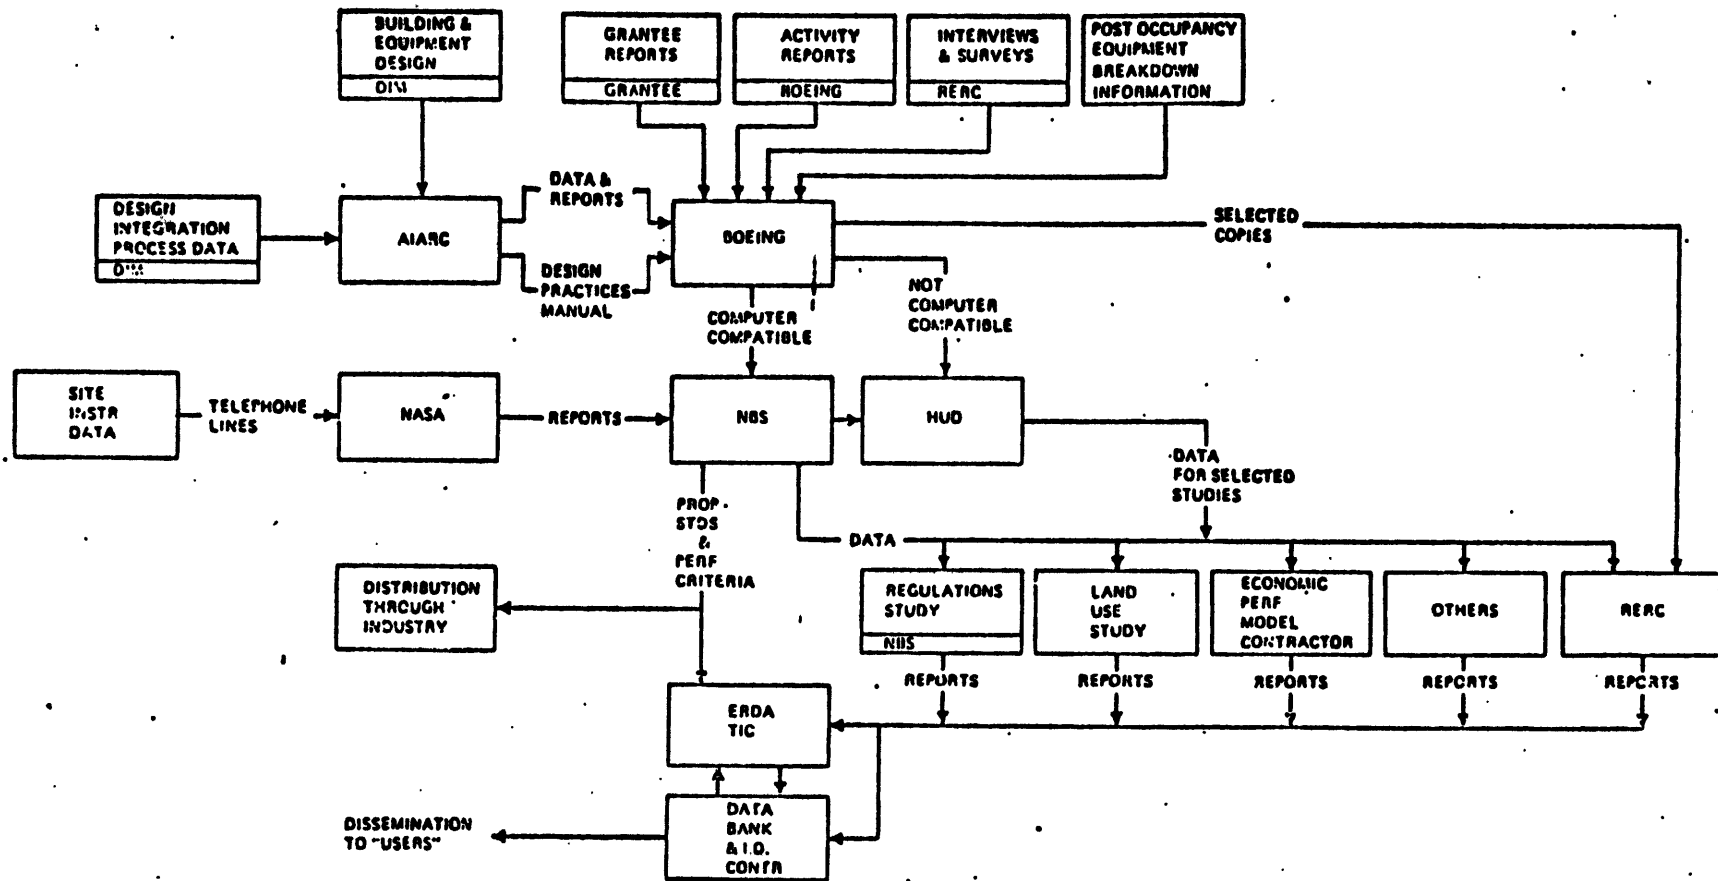 BUILDING &
EQUIPMENT
DESIGN
DIM
GRANTEE
REPORTS
GRANTEE
ACTIVITY
REPORTS
BOEING
INTERVIEWS
& SURVEYS
RERC
POST OCCUPANCY
EQUIPMENT
BREAKDOWN
INFORMATION
DESIGN
INTEGRATION
PROCESS DATA
AIARC
DATA &
REPORTS
DESIGN
PRACTICES
MANUAL
BOEING
SELECTED
COPIES
COMPUTER
COMPATIBLE
NOT
COMPUTER
COMPATIBLE
SITE
INSTR
DATA
TELEPHONE
LINES
NASA
REPORTS
NBS
HUD
DATA
FOR SELECTED
STUDIES
PROP
STDS
&
PERF
CRITERIA
DATA
DISTRIBUTION
THROUGH
INDUSTRY
REGULATIONS
STUDY
NBS
LAND
USE
STUDY
ECONOMIC
PERF
MODEL
CONTRACTOR
OTHERS
RERC
REPORTS
REPORTS
REPORTS
REPORTS
REPORTS
ERDA
TIC
DATA
BANK
& I.D.
CONTR
DISSEMINATION
TO "USERS"